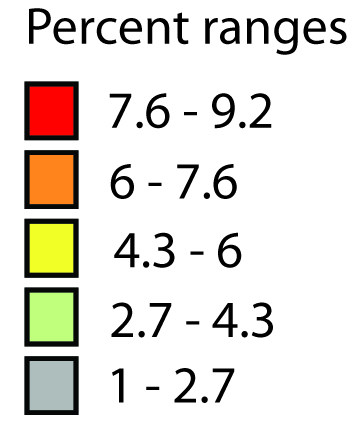 Percent ranges
7.6 - 9.2
6 - 7.6
4.3 - 6
2.7 - 4.3
1 - 2.7